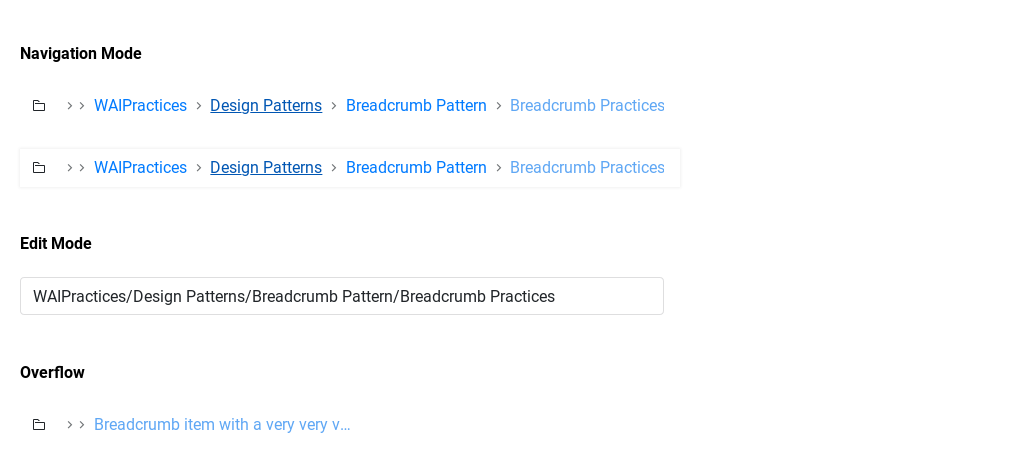 Navigation Mode
WAIPractices Design Patterns Breadcrumb Pattern Breadcrumb Practices
WAIPractices Design Patterns Breadcrumb Pattern Breadcrumb Practices
Edit Mode
WAIPractices/Design Patterns/Breadcrumb Pattern/Breadcrumb Practices
Overflow
Breadcrumb item with a very very v...